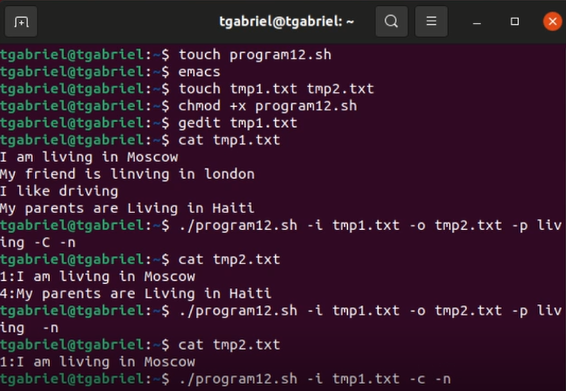 tgabriel@tgabriel: ~
tgabriel@tgabriel:~$ touch program12.sh
tgabriel@tgabriel:~$ emacs
tgabriel@tgabriel:~$ touch tmp1.txt tmp2.txt
tgabriel@tgabriel:~$ chmod +x program12.sh
tgabriel@tgabriel:~$ gedit tmp1.txt
tgabriel@tgabriel:~$ cat tmp1.txt
I am living in Moscow
My friend is linving in london
I like driving
My parents are Living in Haiti
tgabriel@tgabriel:~$ ./program12.sh -i tmp1.txt -o tmp2.txt -p liv
ing -C -n
tgabriel@tgabriel:~$ cat tmp2.txt
1:I am living in Moscow
4:My parents are Living in Haiti
tgabriel@tgabriel:~$ ./program12.sh -i tmp1.txt -o tmp2.txt -p liv
ing  -n
tgabriel@tgabriel:~$ cat tmp2.txt
1:I am living in Moscow
tgabriel@tgabriel:~$ ./program12.sh -i tmp1.txt -c -n